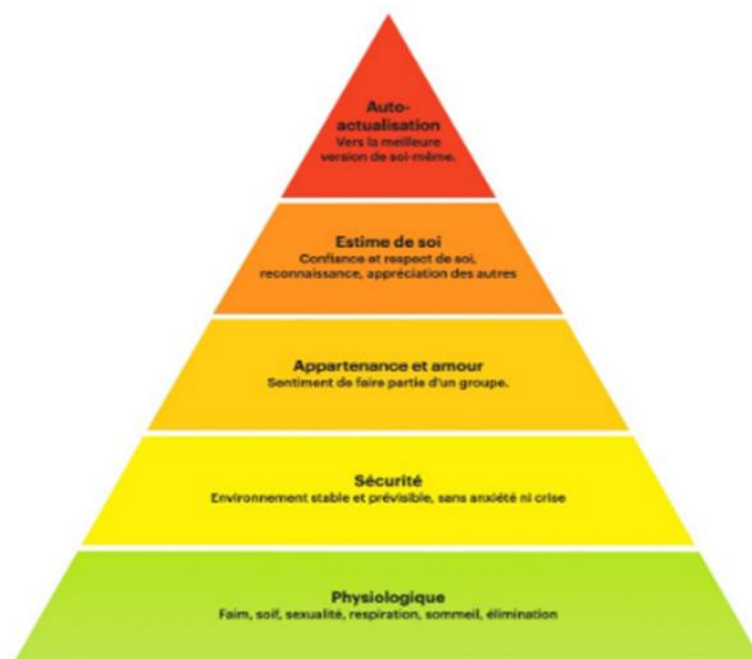 Auto-
actualisation
Vers la meilleure
version de soi-même.
Estime de soi
Confiance et respect de soi,
reconnaissance, appréciation des autres
Appartenance et amour
Sentiment de faire partie d'un groupe.
Sécurité
Environnement stable et prévisible, sans anxiété ni crise
Physiologique
Faim, soif, sexualité, respiration, sommeil, élimination